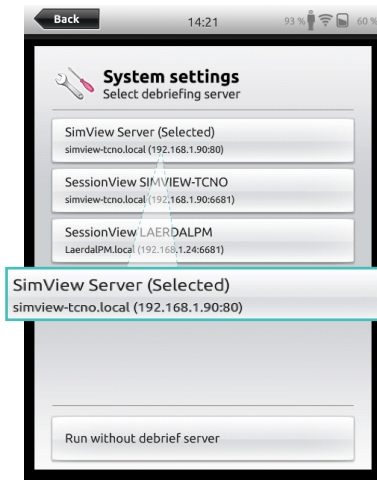 Back 14:21 93 % 60 %
System settings
Select debriefing server
SimView Server (Selected)
simview-tcno.local (192.168.1.90:80)
SessionView SIMVIEW-TCNO
simview-tcno.local (192.168.1.90:6681)
SessionView LAERDALPM
LaerdalPM.local (192.168.1.24:6681)
SimView Server (Selected)
simview-tcno.local (192.168.1.90:80)
Run without debrief server